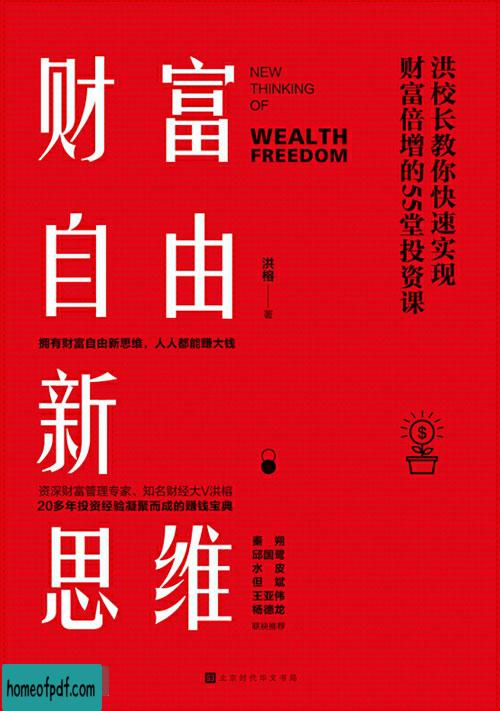 财富
自由
新
思维
NEW
THINKING
OF
WEALTH
FREEDOM
洪校长教你快速实现
财富倍增的55堂投资课
洪榕
著
拥有财富自由新思维，人人都能赚大钱
$
资深财富管理专家、知名财经大V洪榕
20多年投资经验凝聚而成的赚钱宝典
秦朔
邱国鹭
水皮
但斌
王亚伟
杨德龙
联袂推荐
北京时代华文书局
homeofpdf.com